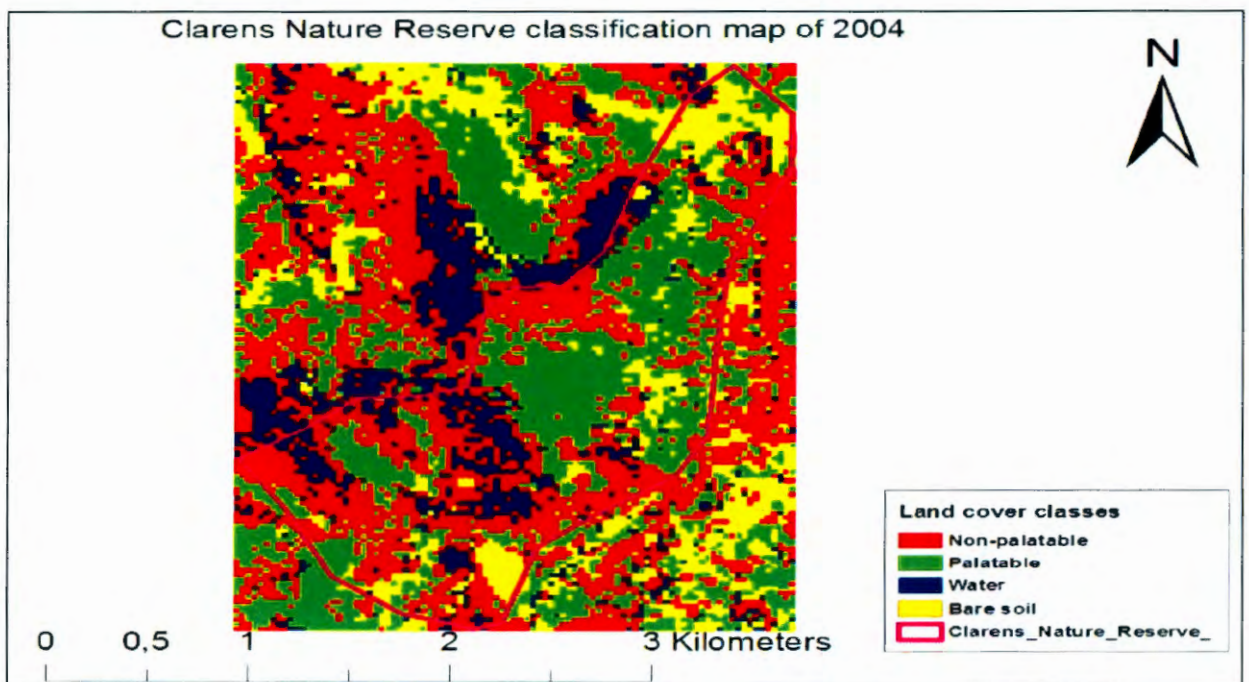 Clarens Nature Reserve classification map of 2004
N
Land cover classes
Non-palatable
Palatable
Water
Bare soil
Clarens_Nature_Reserve_
0 0,5 1 2 3 Kilometers